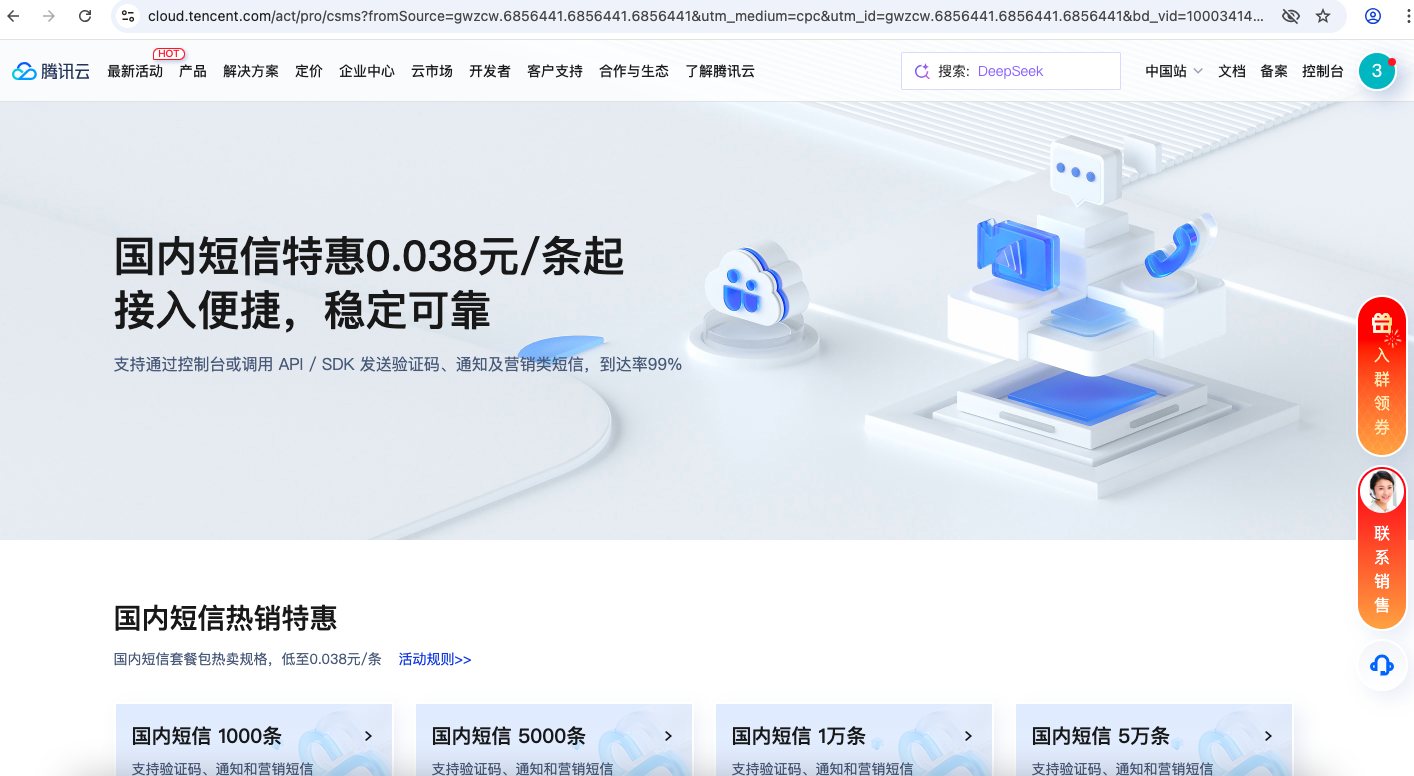 cloud.tencent.com/act/pro/csms?fromSource=gwzcw.6856441.6856441.6856441&utm_medium=cpc&utm_id=gwzcw.6856441.6856441.6856441&bd_vid=10003414...
腾讯云
最新活动
HOT
产品
解决方案
定价
企业中心
云市场
开发者
客户支持
合作与生态
了解腾讯云
搜索: DeepSeek
中国站
文档
备案
控制台
3
国内短信特惠0.038元/条起
接入便捷，稳定可靠
支持通过控制台或调用 API / SDK 发送验证码、通知及营销类短信，到达率99%
入群领券
联系销售
国内短信热销特惠
国内短信套餐包热卖规格，低至0.038元/条 活动规则>>
国内短信 1000条
国内短信 5000条
国内短信 1万条
国内短信 5万条
支持验证码、通知和营销短信
支持验证码、通知和营销短信
支持验证码、通知和营销短信
支持验证码、通知和营销短信